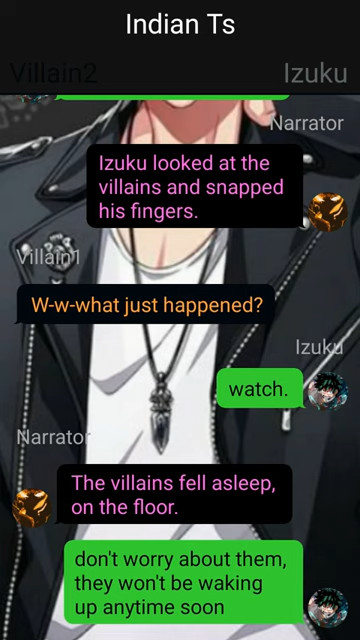 Indian Ts
Villain2
Izuku
Narrator
Izuku looked at the
villains and snapped
his fingers.
Villain1
W-w-what just happened?
Izuku
watch.
Narrator
The villains fell asleep,
on the floor.
don't worry about them,
they won't be waking
up anytime soon